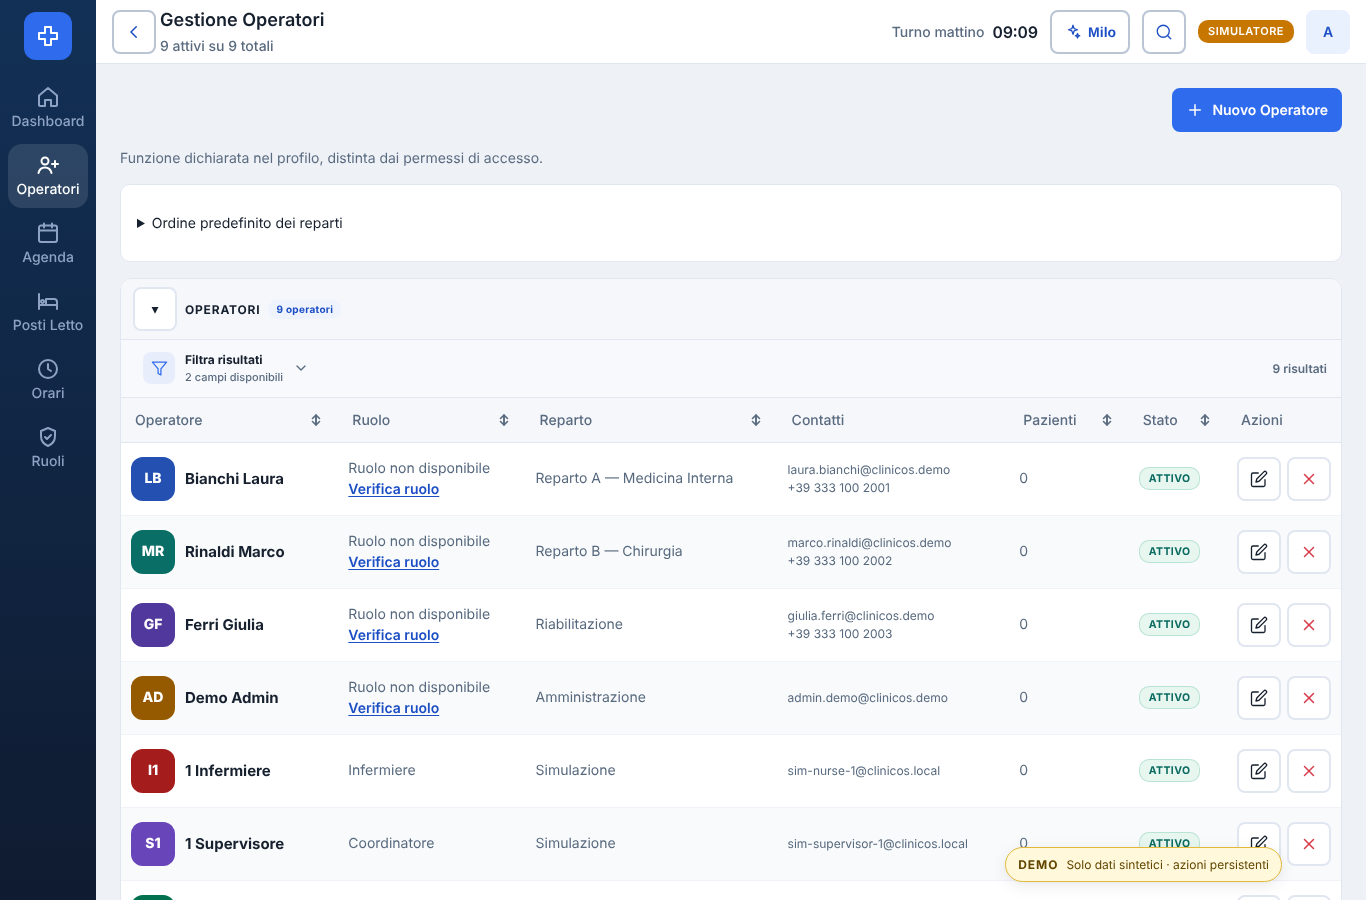 Gestione Operatori
9 attivi su 9 totali
Turno mattino 09:09
Milo
SIMULATORE
A
Dashboard
Operatori
Agenda
Posti Letto
Orari
Ruoli
Nuovo Operatore
Funzione dichiarata nel profilo, distinta dai permessi di accesso.
Ordine predefinito dei reparti
OPERATORI 9 operatori
Filtra risultati
2 campi disponibili
9 risultati
Operatore Ruolo Reparto Contatti Pazienti Stato Azioni
LB Bianchi Laura Ruolo non disponibile Verifica ruolo Reparto A — Medicina Interna laura.bianchi@clinicos.demo +39 333 100 2001 0 ATTIVO
MR Rinaldi Marco Ruolo non disponibile Verifica ruolo Reparto B — Chirurgia marco.rinaldi@clinicos.demo +39 333 100 2002 0 ATTIVO
GF Ferri Giulia Ruolo non disponibile Verifica ruolo Riabilitazione giulia.ferri@clinicos.demo +39 333 100 2003 0 ATTIVO
AD Demo Admin Ruolo non disponibile Verifica ruolo Amministrazione admin.demo@clinicos.demo 0 ATTIVO
I1 1 Infermiere Infermiere Simulazione sim-nurse-1@clinicos.local 0 ATTIVO
S1 1 Supervisore Coordinatore Simulazione sim-supervisor-1@clinicos.local 0 ATTIVO
DEMO Solo dati sintetici · azioni persistenti